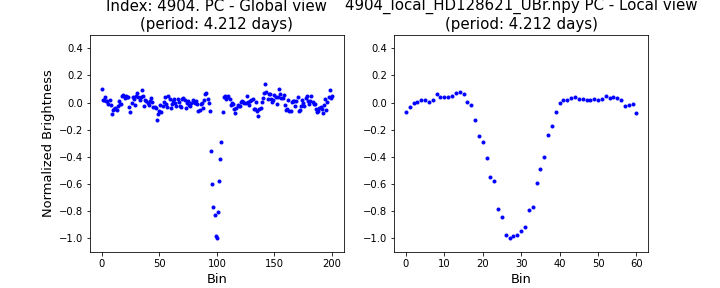 Index: 4904. PC - Global view
(period: 4.212 days)
4904_local_HD128621_UBr.npy PC - Local view
(period: 4.212 days)
Normalized Brightness
0.4
0.2
0.0
−0.2
−0.4
−0.6
−0.8
−1.0
0 50 100 150 200
Bin
0.4
0.2
0.0
−0.2
−0.4
−0.6
−0.8
−1.0
0 10 20 30 40 50 60
Bin